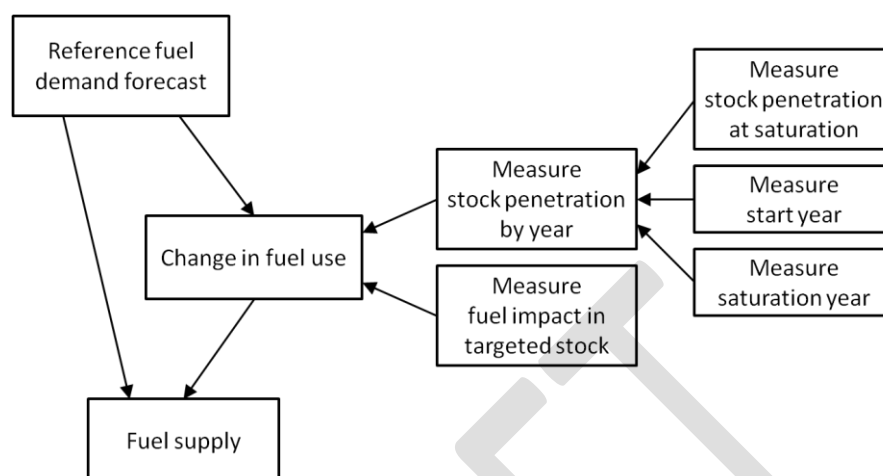 Reference fuel
demand forecast
Measure
stock penetration
at saturation
Measure
stock penetration
by year
Measure
start year
Change in fuel use
Measure
saturation year
Measure
fuel impact in
targeted stock
Fuel supply